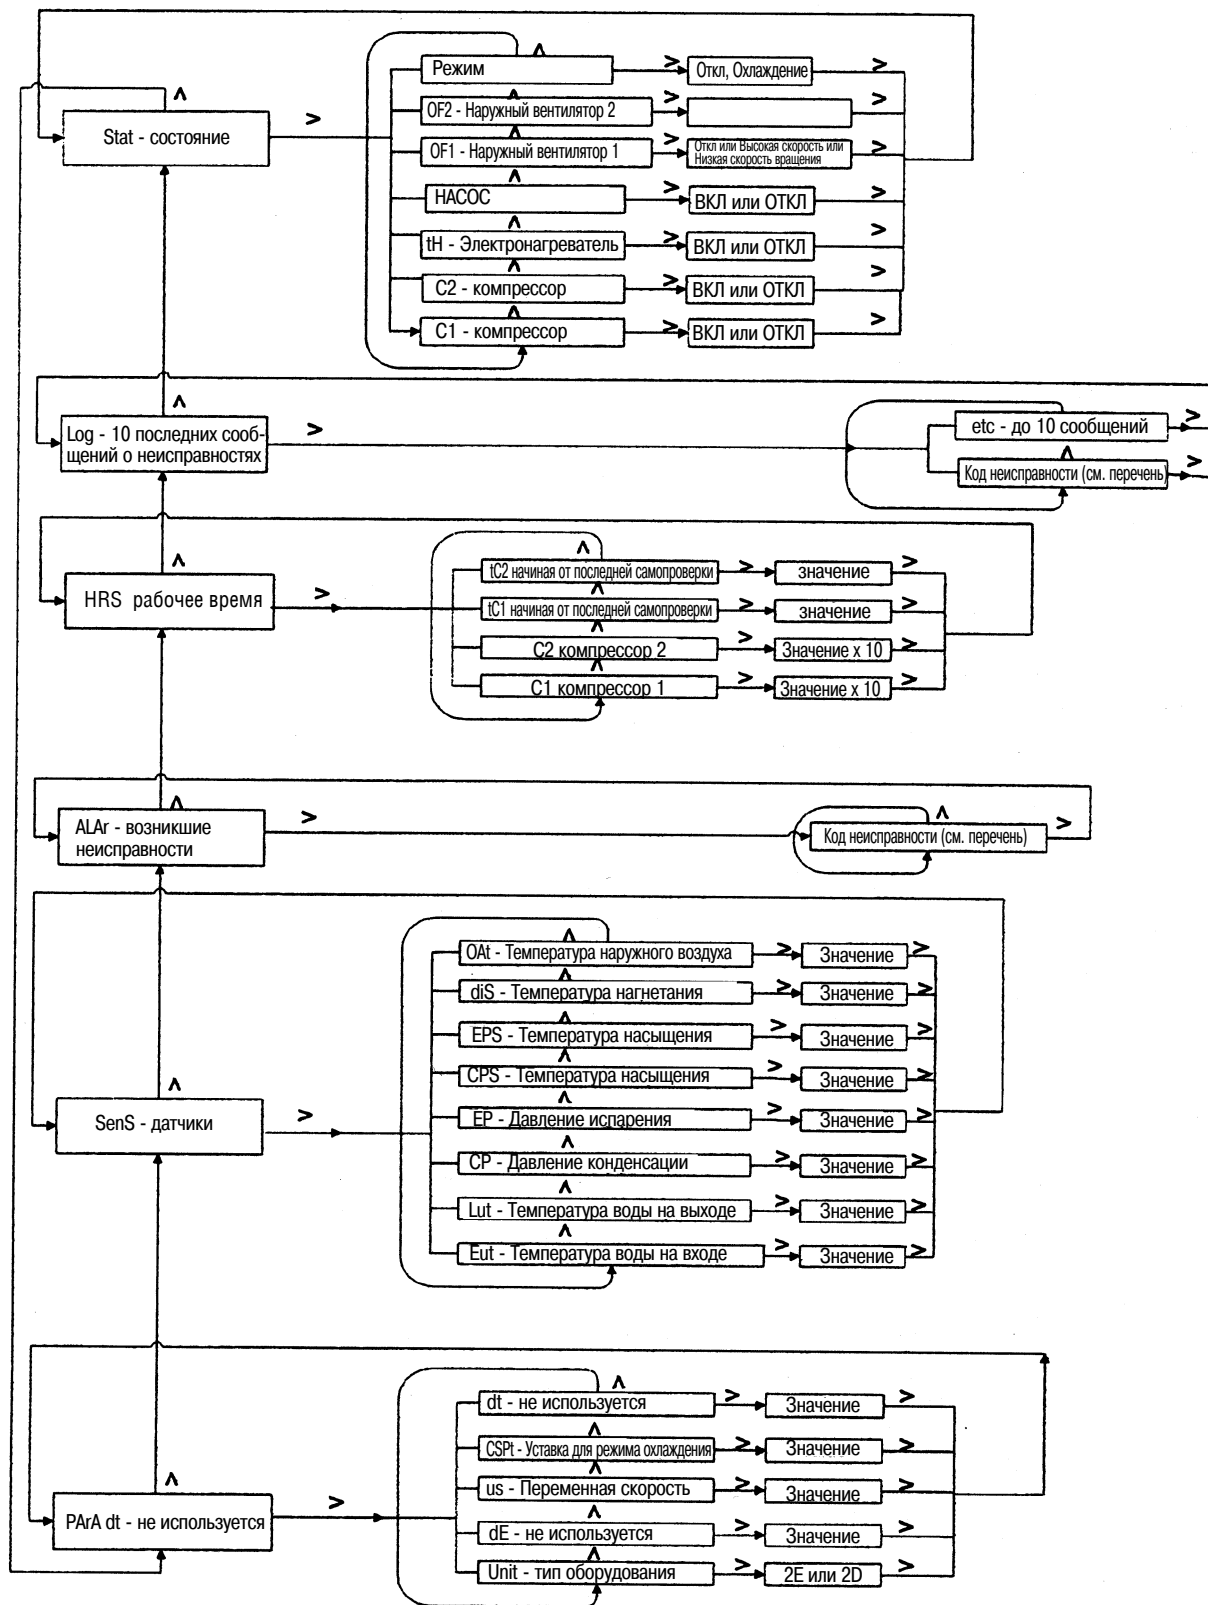 Режим
Откл, Охлаждение
OF2 - Наружный вентилятор 2
Stat - состояние
OF1 - Наружный вентилятор 1
Откл или Высокая скорость или
Низкая скорость вращения
НАСОС
ВКЛ или ОТКЛ
tH - Электронагреватель
ВКЛ или ОТКЛ
C2 - компрессор
ВКЛ или ОТКЛ
C1 - компрессор
ВКЛ или ОТКЛ
Log - 10 последних сооб-
щений о неисправностях
etc - до 10 сообщений
Код неисправности (см. перечень)
HRS рабочее время
tC2 начиная от последней самопроверки
значение
tC1 начиная от последней самопроверки
значение
C2 компрессор 2
Значение x 10
C1 компрессор 1
Значение x 10
ALAr - возникшие
неисправности
Код неисправности (см. перечень)
OAt - Температура наружного воздуха
Значение
diS - Температура нагнетания
Значение
EPS - Температура насыщения
Значение
CPS - Температура насыщения
Значение
SenS - датчики
EP - Давление испарения
Значение
CP - Давление конденсации
Значение
Lut - Температура воды на выходе
Значение
Eut - Температура воды на входе
Значение
dt - не используется
Значение
CSPt - Уставка для режима охлаждения
Значение
us - Переменная скорость
Значение
PArA dt - не используется
dE - не используется
Значение
Unit - тип оборудования
2E или 2D